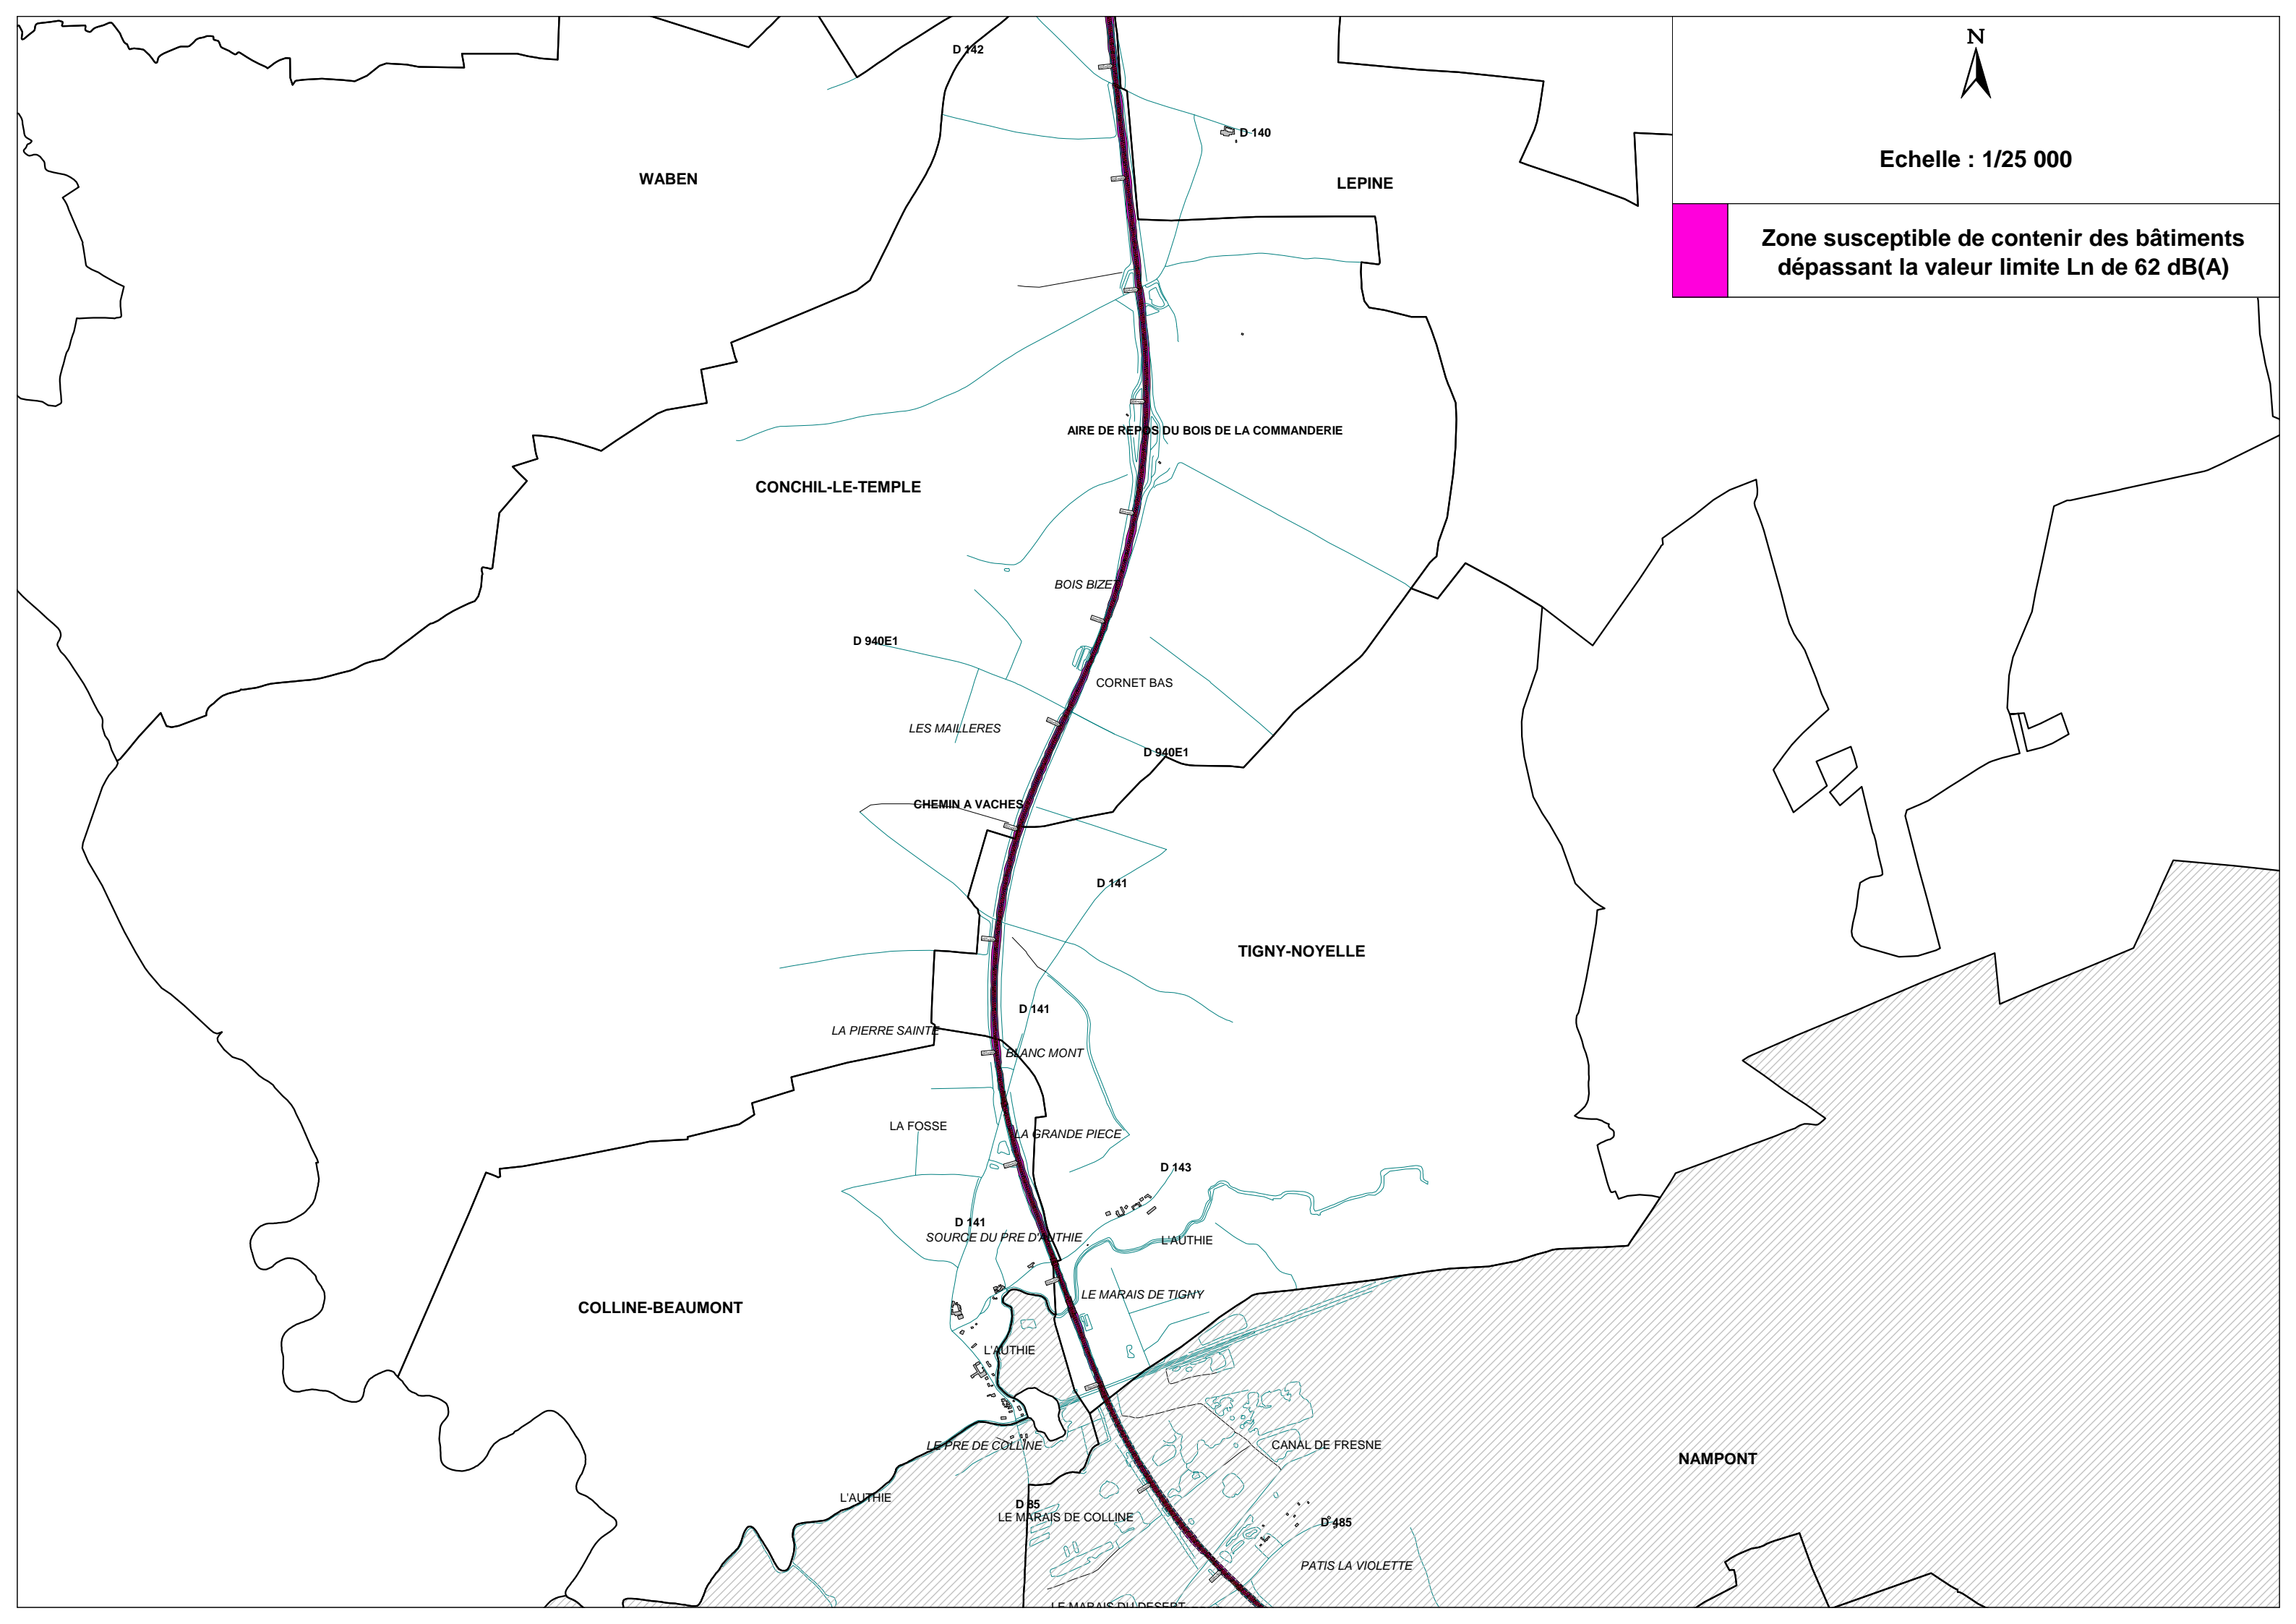 D 142
N
D 140
Echelle : 1/25 000
WABEN
LEPINE
Zone susceptible de contenir des bâtiments
dépassant la valeur limite Ln de 62 dB(A)
AIRE DE REPOS DU BOIS DE LA COMMANDERIE
CONCHIL-LE-TEMPLE
BOIS BIZET
D 940E1
CORNET BAS
LES MAILLERES
D 940E1
CHEMIN A VACHES
D 141
TIGNY-NOYELLE
D 141
LA PIERRE SAINTE
BLANC MONT
LA FOSSE
LA GRANDE PIECE
D 143
D 141
SOURCE DU PRE D'AUTHIE
L'AUTHIE
LE MARAIS DE TIGNY
COLLINE-BEAUMONT
L'AUTHIE
LE PRE DE COLLINE
CANAL DE FRESNE
NAMPONT
L'AUTHIE
D 85
LE MARAIS DE COLLINE
D 485
PATIS LA VIOLETTE
LE MARAIS DU DESERT